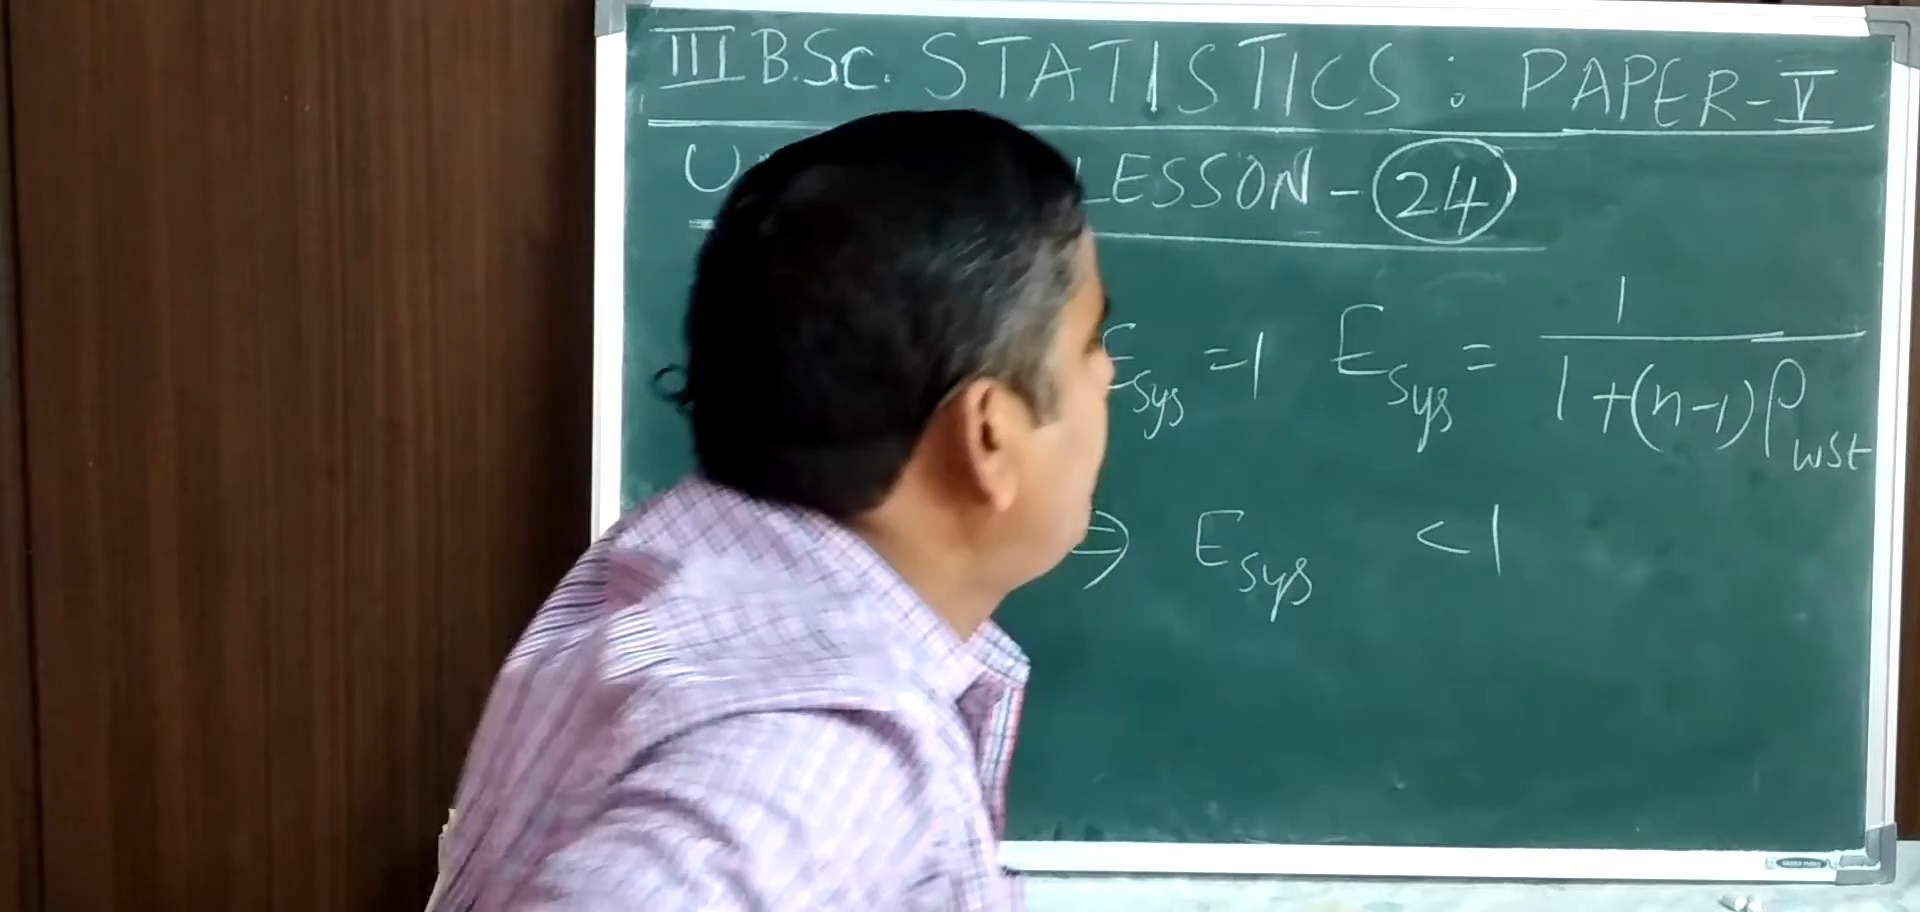 III B.Sc. STATISTICS : PAPER-V
LESSON - 24
Esys =1 Esys = 1/(1+(n-1)ρwst)
⇒ Esys <1